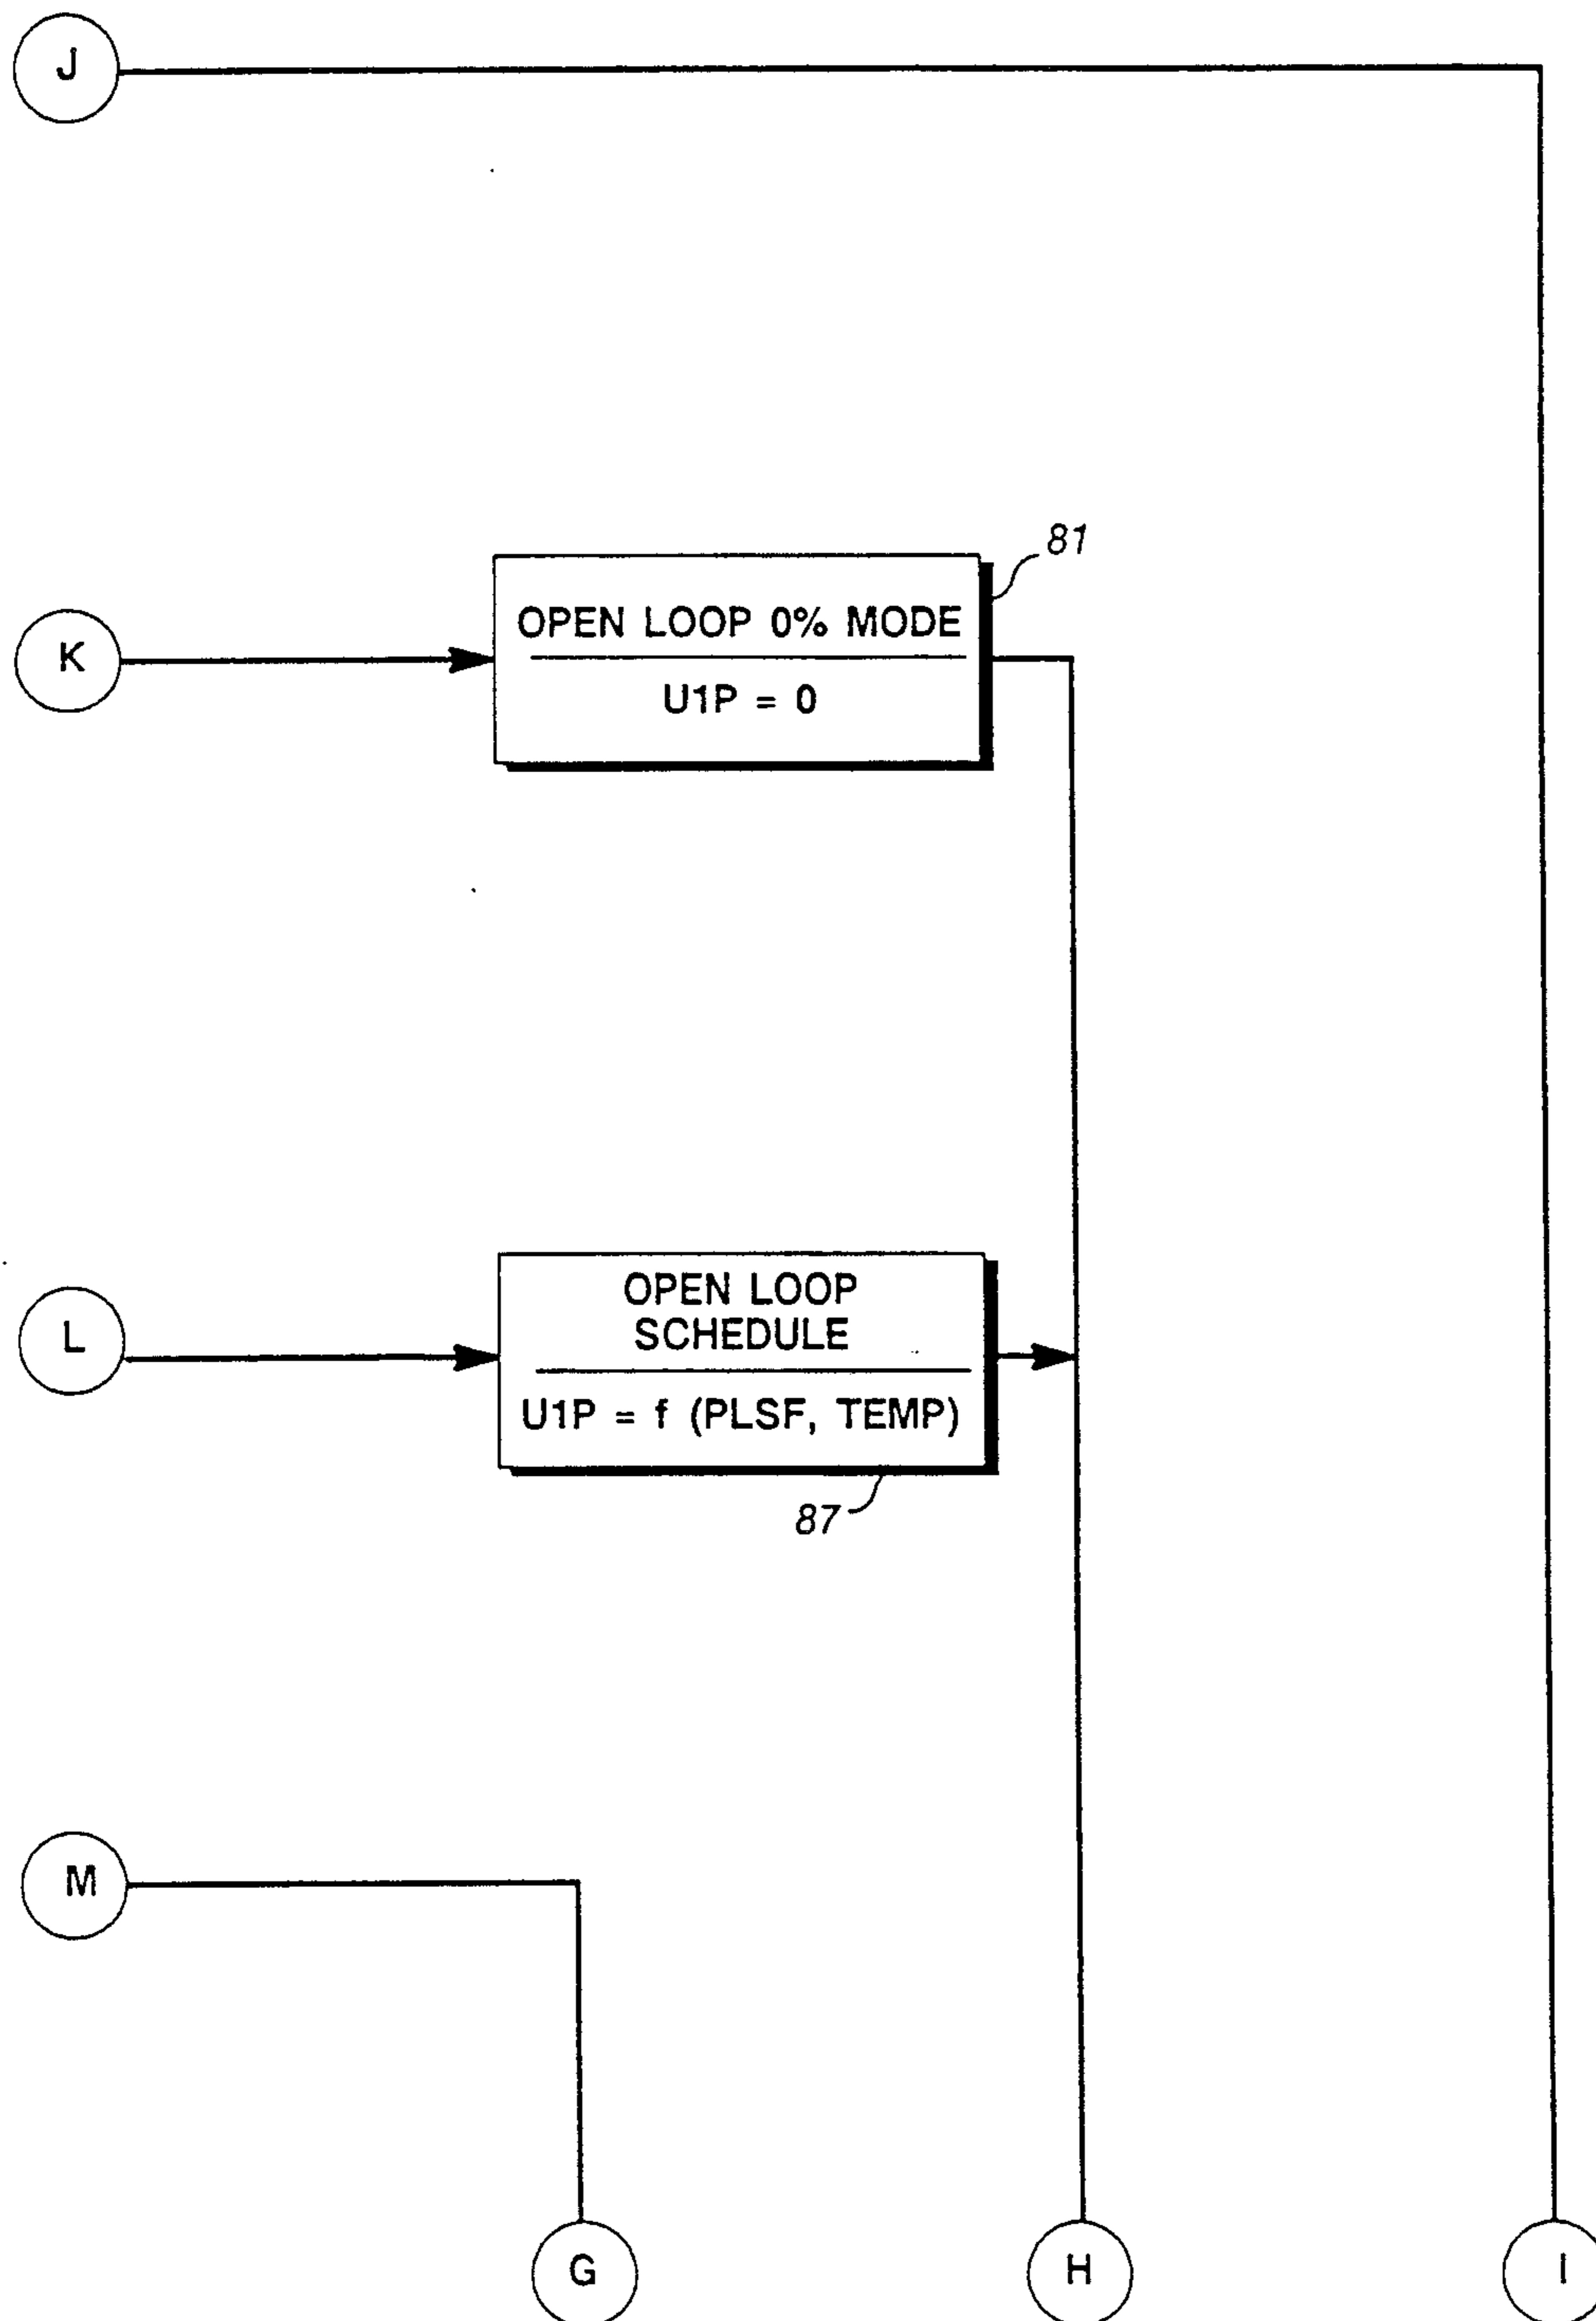 J
81
OPEN LOOP 0% MODE
K
U1P = 0
OPEN LOOP
SCHEDULE
L
U1P = f (PLSF, TEMP)
87
M
G
H
I